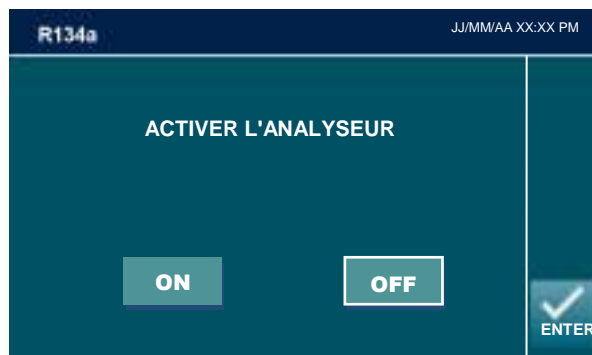 R134a
JJ/MM/AA XX:XX PM
ACTIVER L'ANALYSEUR
ON
OFF
ENTER